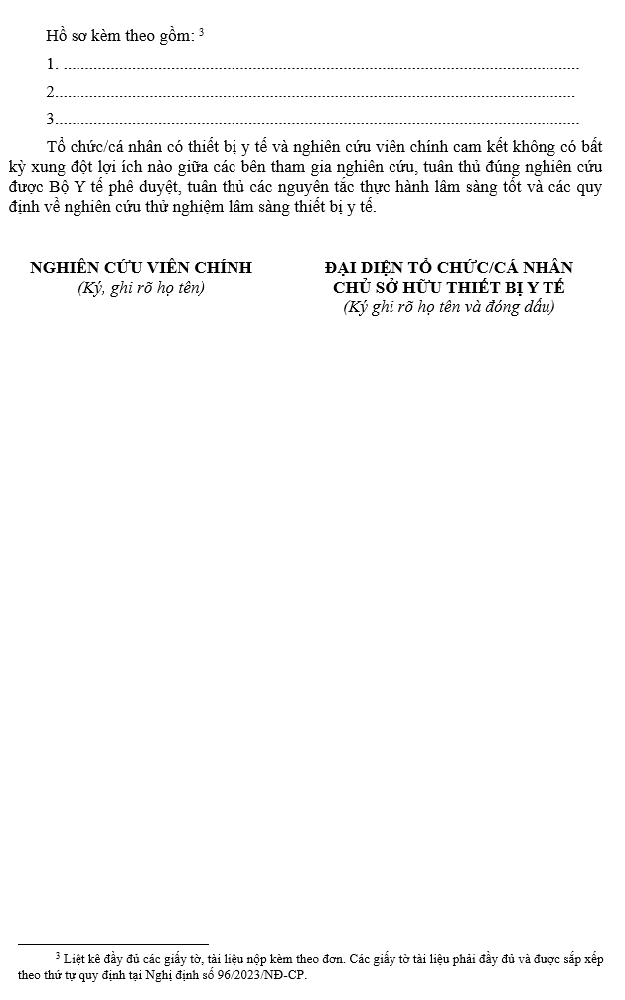 Hồ sơ kèm theo gồm: ³
1. ....................................................................................................................................
2.....................................................................................................................................
3.....................................................................................................................................
Tổ chức/cá nhân có thiết bị y tế và nghiên cứu viên chính cam kết không có bất
kỳ xung đột lợi ích nào giữa các bên tham gia nghiên cứu, tuân thủ đúng nghiên cứu
được Bộ Y tế phê duyệt, tuân thủ các nguyên tắc thực hành lâm sàng tốt và các quy
định về nghiên cứu thử nghiệm lâm sàng thiết bị y tế.
NGHIÊN CỨU VIÊN CHÍNH
(Ký, ghi rõ họ tên)
ĐẠI DIỆN TỔ CHỨC/CÁ NHÂN
CHỦ SỞ HỮU THIẾT BỊ Y TẾ
(Ký ghi rõ họ tên và đóng dấu)
³ Liệt kê đầy đủ các giấy tờ, tài liệu nộp kèm theo đơn. Các giấy tờ tài liệu phải đầy đủ và được sắp xếp
theo thứ tự quy định tại Nghị định số 96/2023/NĐ-CP.